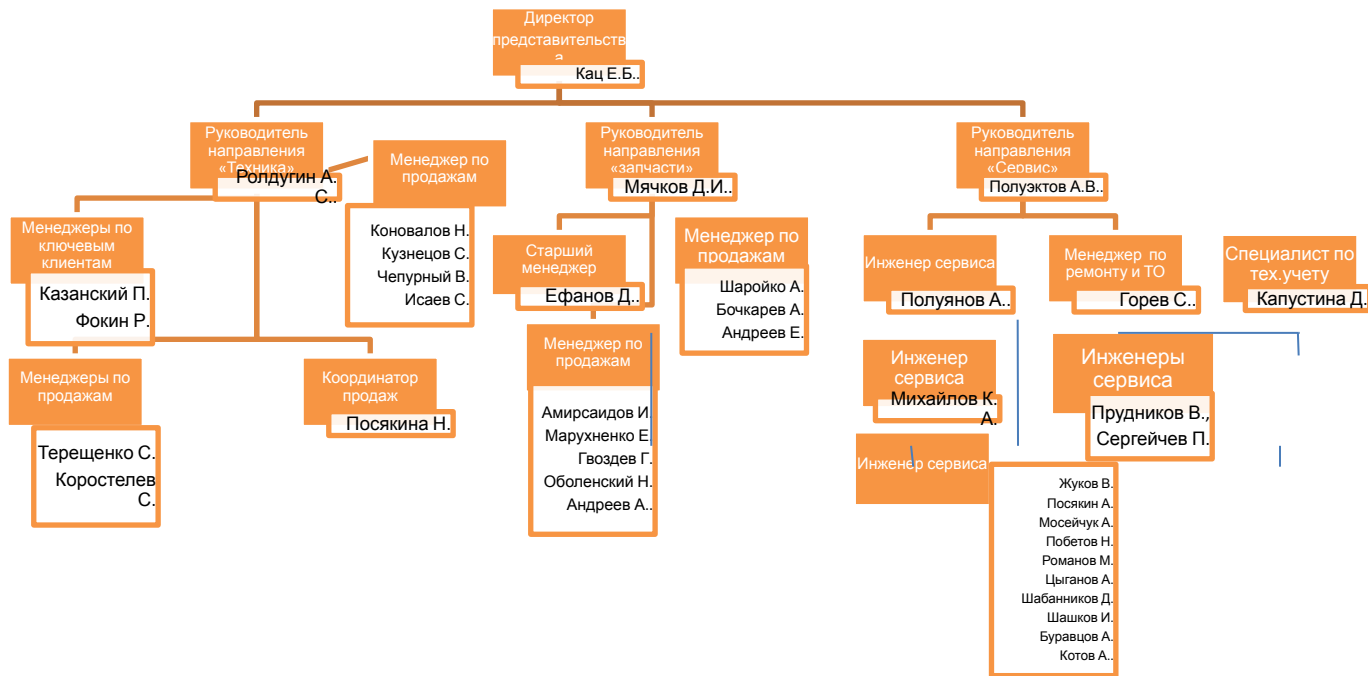 Директор
представительств
а
Кац Е.Б..
Руководитель
направления
«Техника»
Ролдугин А.
С..
Менеджер по
продажам
Коновалов Н.
Кузнецов С.
Чепурный В.
Исаев С.
Менеджеры по
ключевым
клиентам
Казанский П.
Фокин Р.
Менеджеры по
продажам
Терещенко С.
Коростелев
С.
Координатор
продаж
Посякина Н.
Руководитель
направления
«запчасти»
Мячков Д.И..
Старший
менеджер
Ефанов Д..
Менеджер по
продажам
Шаройко А.
Бочкарев А.
Андреев Е.
Менеджер по
продажам
Амирсаидов И.
Марухненко Е.
Гвоздев Г.
Оболенский Н.
Андреев А..
Руководитель
направления
«Сервис»
Полуэктов А.В..
Инженер сервиса
Полуянов А..
Менеджер по
ремонту и ТО
Горев С..
Специалист по
тех.учету
Капустина Д.
Инженер
сервиса
Михайлов К.
А.
Инженеры
сервиса
Прудников В.,
Сергейчев П.
Инженер сервиса
Жуков В.
Посякин А.
Мосейчук А.
Побетов Н.
Романов М.
Цыганов А.
Шабанников Д.
Шашков И.
Буравцов А.
Котов А..